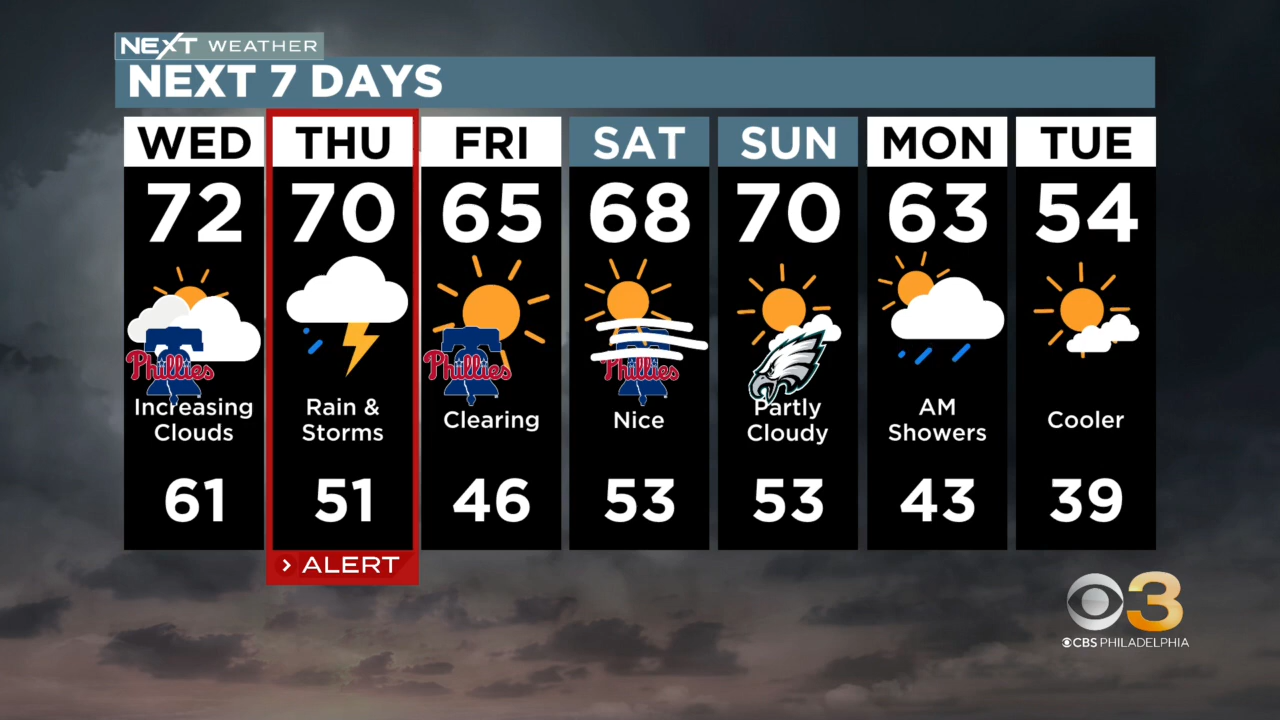 NEXT WEATHER
NEXT 7 DAYS
WED THU FRI SAT SUN MON TUE
72 70 65 68 70 63 54
Phillies Phillies Phillies
Increasing Clouds
Rain & Storms
Clearing
Nice
Partly Cloudy
AM Showers
Cooler
61 51 46 53 53 43 39
> ALERT
3
CBS PHILADELPHIA